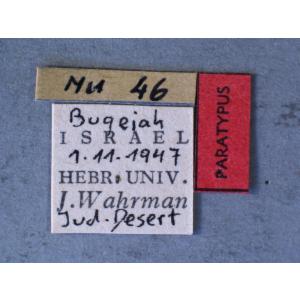 Mu 46
Bugejah
ISRAEL
1.11.1947
HEBR. UNIV.
J. Wahrman
Jud. Desert
PARATYPUS